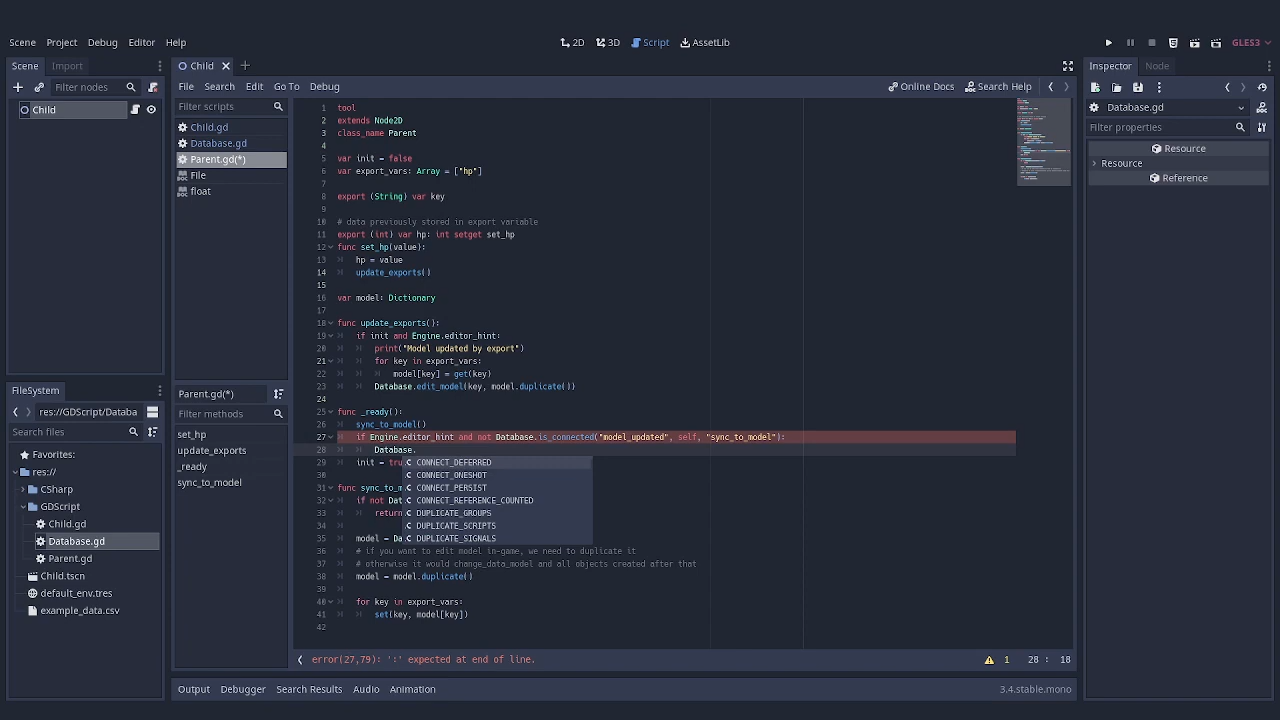 Scene Project Debug Editor Help
2D 3D Script AssetLib
GLES3
Scene Import
Filter nodes
Child
FileSystem
res://GDScript/Databa
Search files
Favorites:
res://
CSharp
GDScript
Child.gd
Database.gd
Parent.gd
Child.tscn
default_env.tres
example_data.csv
Child
File Search Edit Go To Debug
Online Docs Search Help
Filter scripts
Child.gd
Database.gd
Parent.gd(*)
File
float
Parent.gd(*)
Filter methods
set_hp
update_exports
_ready
sync_to_model
1 tool
2 extends Node2D
3 class_name Parent
4
5 var init = false
6 var export_vars: Array = ["hp"]
7
8 export (String) var key
9
10 # data previously stored in export variable
11 export (int) var hp: int setget set_hp
12 func set_hp(value):
13 hp = value
14 update_exports()
15
16 var model: Dictionary
17
18 func update_exports():
19 if init and Engine.editor_hint:
20 print("Model updated by export")
21 for key in export_vars:
22 model[key] = get(key)
23 Database.edit_model(key, model.duplicate())
24
25 func _ready():
26 sync_to_model()
27 if Engine.editor_hint and not Database.is_connected("model_updated", self, "sync_to_model"):
28 Database.
29 init = tru
30
31 func sync_to_m
32 if not Dat
33 return
34
35 model = Da
36 # if you want to edit model in-game, we need to duplicate it
37 # otherwise it would change_data_model and all objects created after that
38 model = model.duplicate()
39
40 for key in export_vars:
41 set(key, model[key])
42
CONNECT_DEFERRED
CONNECT_ONESHOT
CONNECT_PERSIST
CONNECT_REFERENCE_COUNTED
DUPLICATE_GROUPS
DUPLICATE_SCRIPTS
DUPLICATE_SIGNALS
error(27,79): ':' expected at end of line.
1 28 : 18
Output Debugger Search Results Audio Animation
3.4.stable.mono
Inspector Node
Database.gd
Filter properties
Resource
Resource
Reference